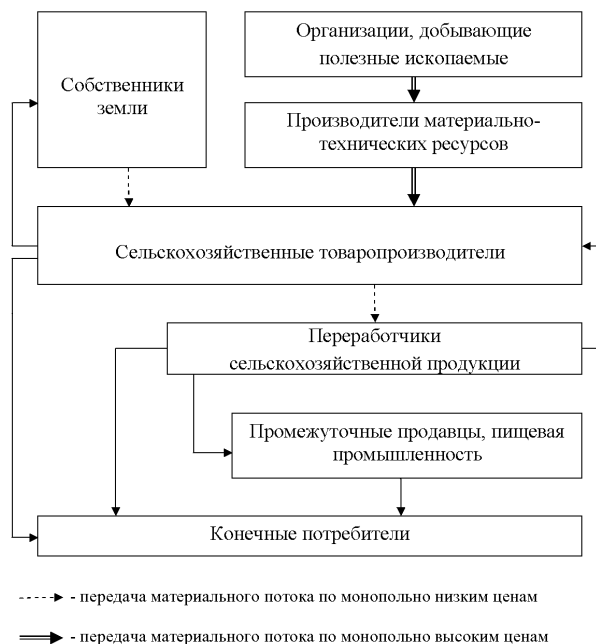 Собственники
земли
Организации, добывающие
полезные ископаемые
Производители материально-
технических ресурсов
Сельскохозяйственные товаропроизводители
Переработчики
сельскохозяйственной продукции
Промежуточные продавцы, пищевая
промышленность
Конечные потребители
- передача материального потока по монопольно низким ценам
- передача материального потока по монопольно высоким ценам